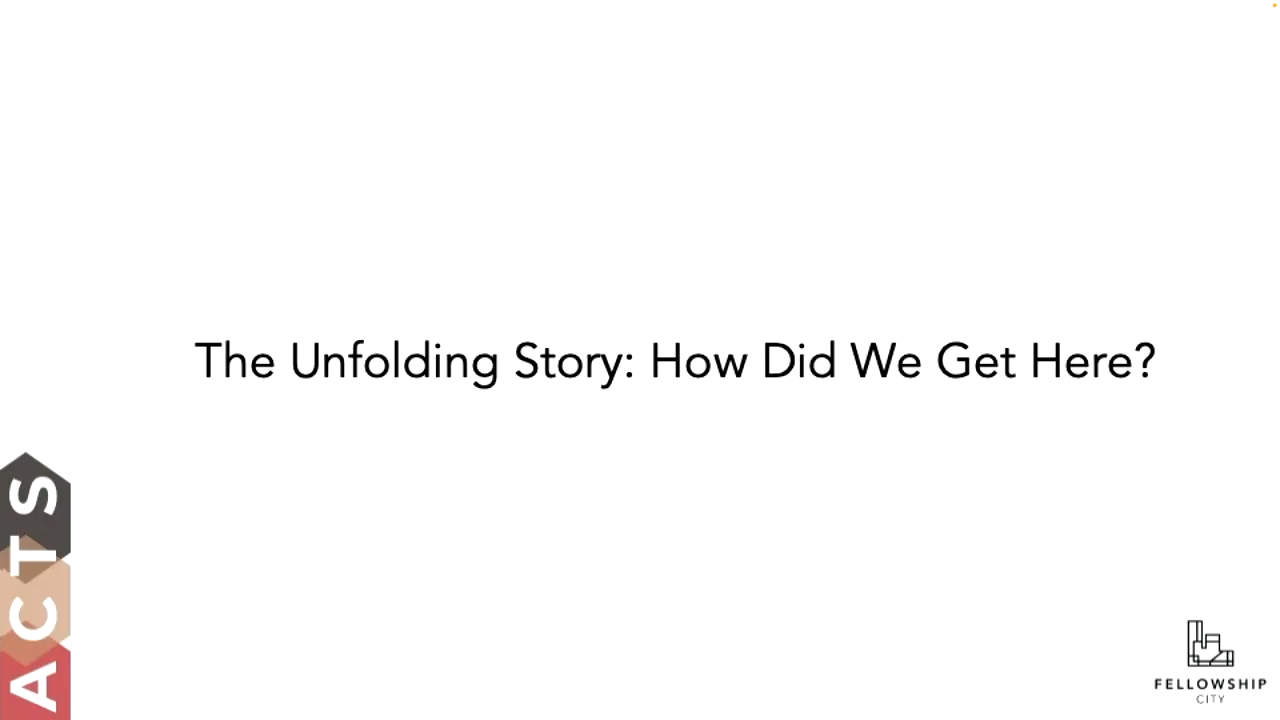 The Unfolding Story: How Did We Get Here?
ACTS
FELLOWSHIP
CITY